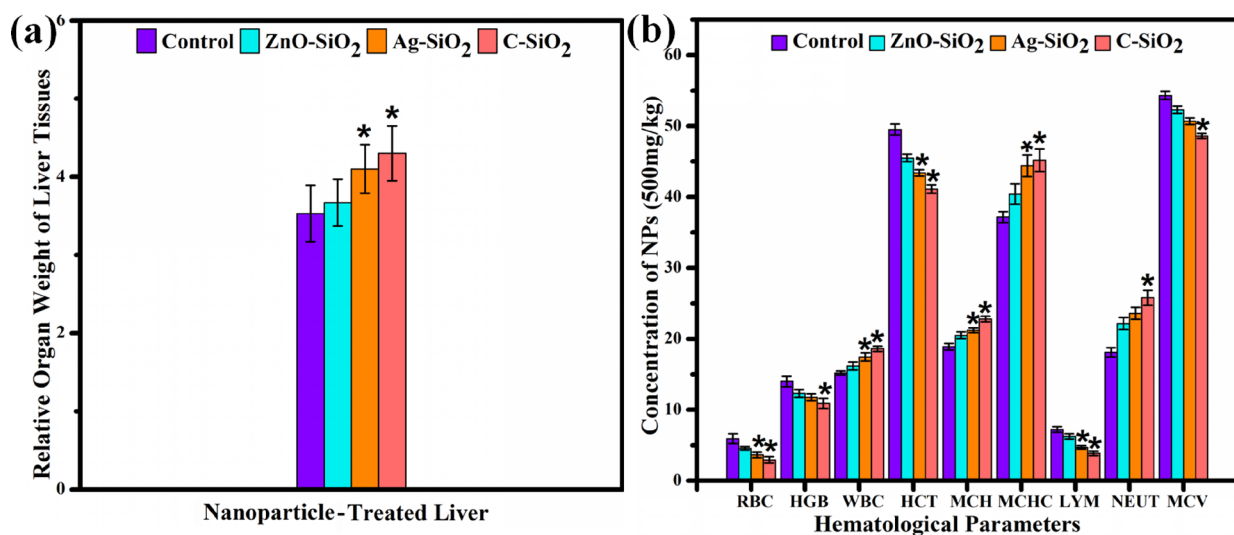 (a)
Control ZnO-SiO₂ Ag-SiO₂ C-SiO₂
Relative Organ Weight of Liver Tissues
6
4
2
0
* *
Nanoparticle-Treated Liver
(b)
Control ZnO-SiO₂ Ag-SiO₂ C-SiO₂
Concentration of NPs (500mg/kg)
60
50
40
30
20
10
0
* * * * * * * * * * * * * *
RBC HGB WBC HCT MCH MCHC LYM NEUT MCV
Hematological Parameters